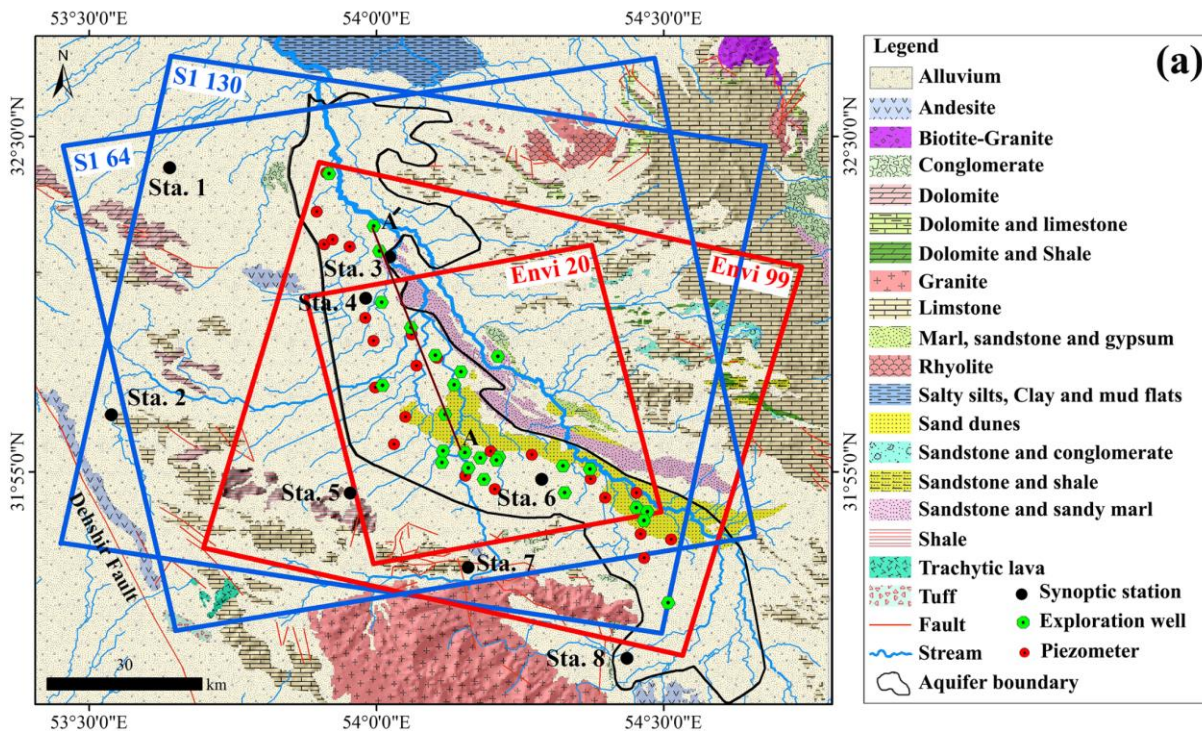 53°30'0"E 54°0'0"E 54°30'0"E
N
S1 130
S1 64
32°30'0"N
32°30'0"N
Sta. 1
A'
Sta. 3
Envi 20
Envi 99
Sta. 4
Sta. 2
A
31°55'0"N
31°55'0"N
Sta. 5
Sta. 6
Dehshir Fault
Sta. 7
Sta. 8
30
km
53°30'0"E 54°0'0"E 54°30'0"E
(a)
Legend
Alluvium
Andesite
Biotite-Granite
Conglomerate
Dolomite
Dolomite and limestone
Dolomite and Shale
Granite
Limstone
Marl, sandstone and gypsum
Rhyolite
Salty silts, Clay and mud flats
Sand dunes
Sandstone and conglomerate
Sandstone and shale
Sandstone and sandy marl
Shale
Trachytic lava
Tuff
Fault
Stream
Aquifer boundary
Synoptic station
Exploration well
Piezometer